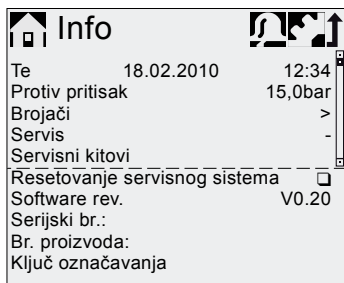 Info
Te 18.02.2010 12:34
Protiv pritisak 15,0bar
Brojači >
Servis -
Servisni kitovi
Resetovanje servisnog sistema ❏
Software rev. V0.20
Serijski br.:
Br. proizvoda:
Ključ označavanja